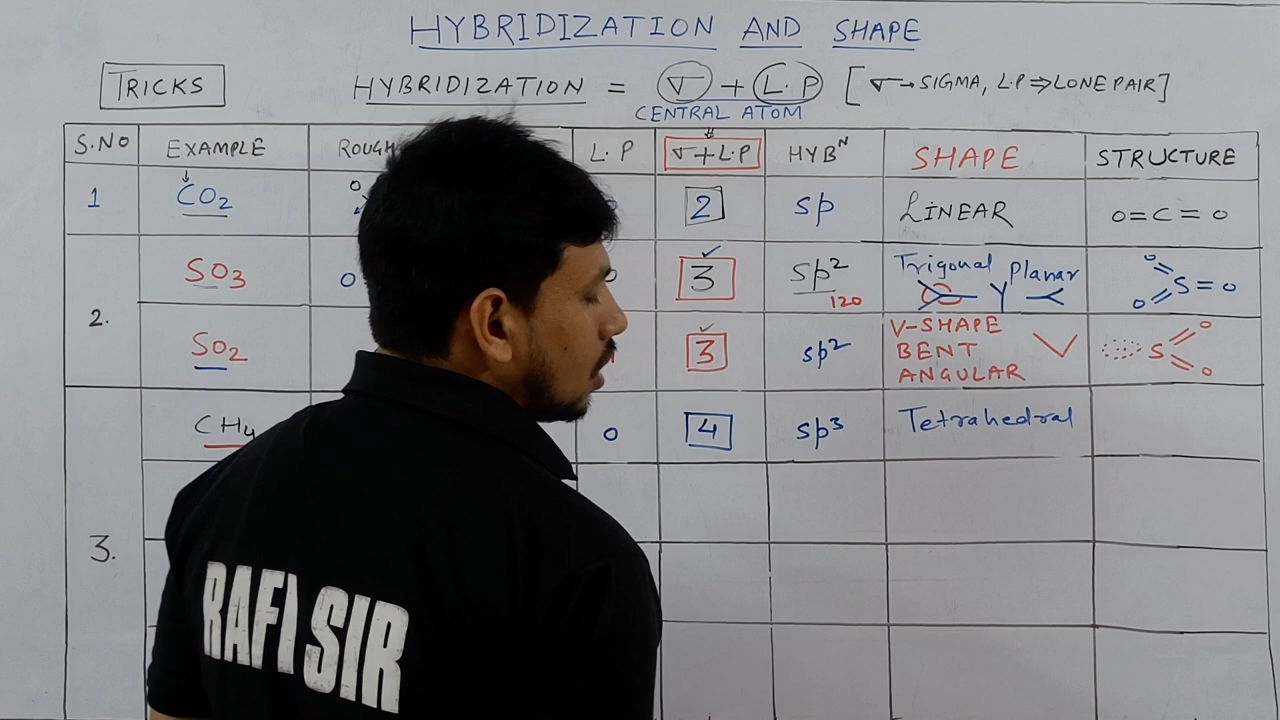 HYBRIDIZATION AND SHAPE
TRICKS HYBRIDIZATION = σ + L.P [σ→SIGMA, L.P⇒LONE PAIR]
CENTRAL ATOM
S.NO EXAMPLE ROUGH L.P σ+L.P HYBᴺ SHAPE STRUCTURE
1 CO₂ O 2 sp LINEAR O=C=O
2.
SO₃ O 3 sp² 120 Trigonal Planar O O S=O
SO₂ 3 sp² V-SHAPE BENT ANGULAR S O O
3.
CH₄ 0 4 sp³ Tetrahedral
RAFI SIR